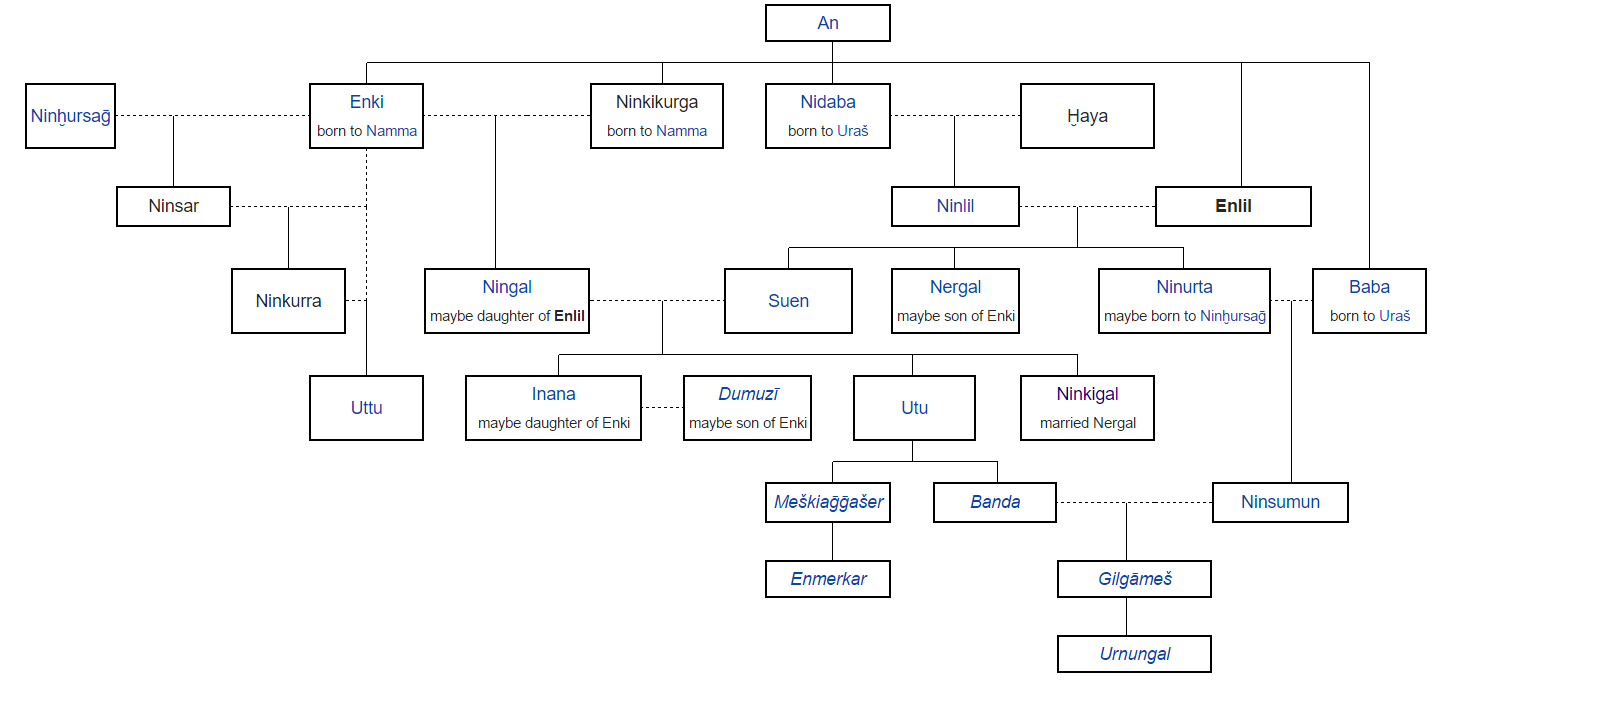 An
Ninḫursaĝ
Enki
born to Namma
Ninkikurga
born to Namma
Nidaba
born to Uraš
Ḫaya
Ninsar
Ninlil
Enlil
Ninkurra
Ningal
maybe daughter of Enlil
Suen
Nergal
maybe son of Enki
Ninurta
maybe born to Ninḫursaĝ
Baba
born to Uraš
Uttu
Inana
maybe daughter of Enki
Dumuzī
maybe son of Enki
Utu
Ninkigal
married Nergal
Meškiaĝĝašer
Banda
Ninsumun
Enmerkar
Gilgāmeš
Urnungal